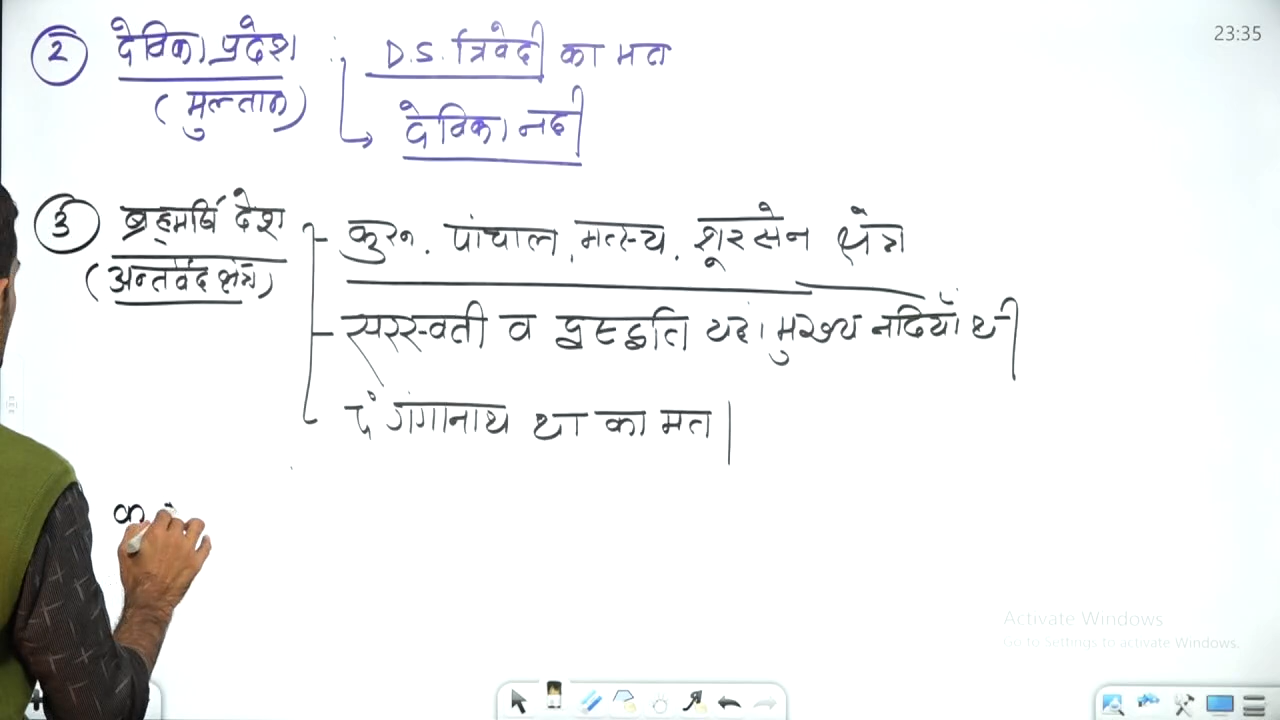 23:35
② देविका प्रदेश : D.S. त्रिवेदी का मत
(मुल्तान) → देविका नदी
③ ब्रह्मर्षि देश - कुरु, पांचाल, मत्स्य, शूरसेन क्षेत्र
(अन्तर्वेद क्षेत्र)
- सरस्वती व द्रसद्वति यहां मुख्य नदियाँ थी
पं गंगानाथ था का मत।
Activate Windows
Go to Settings to activate Windows.